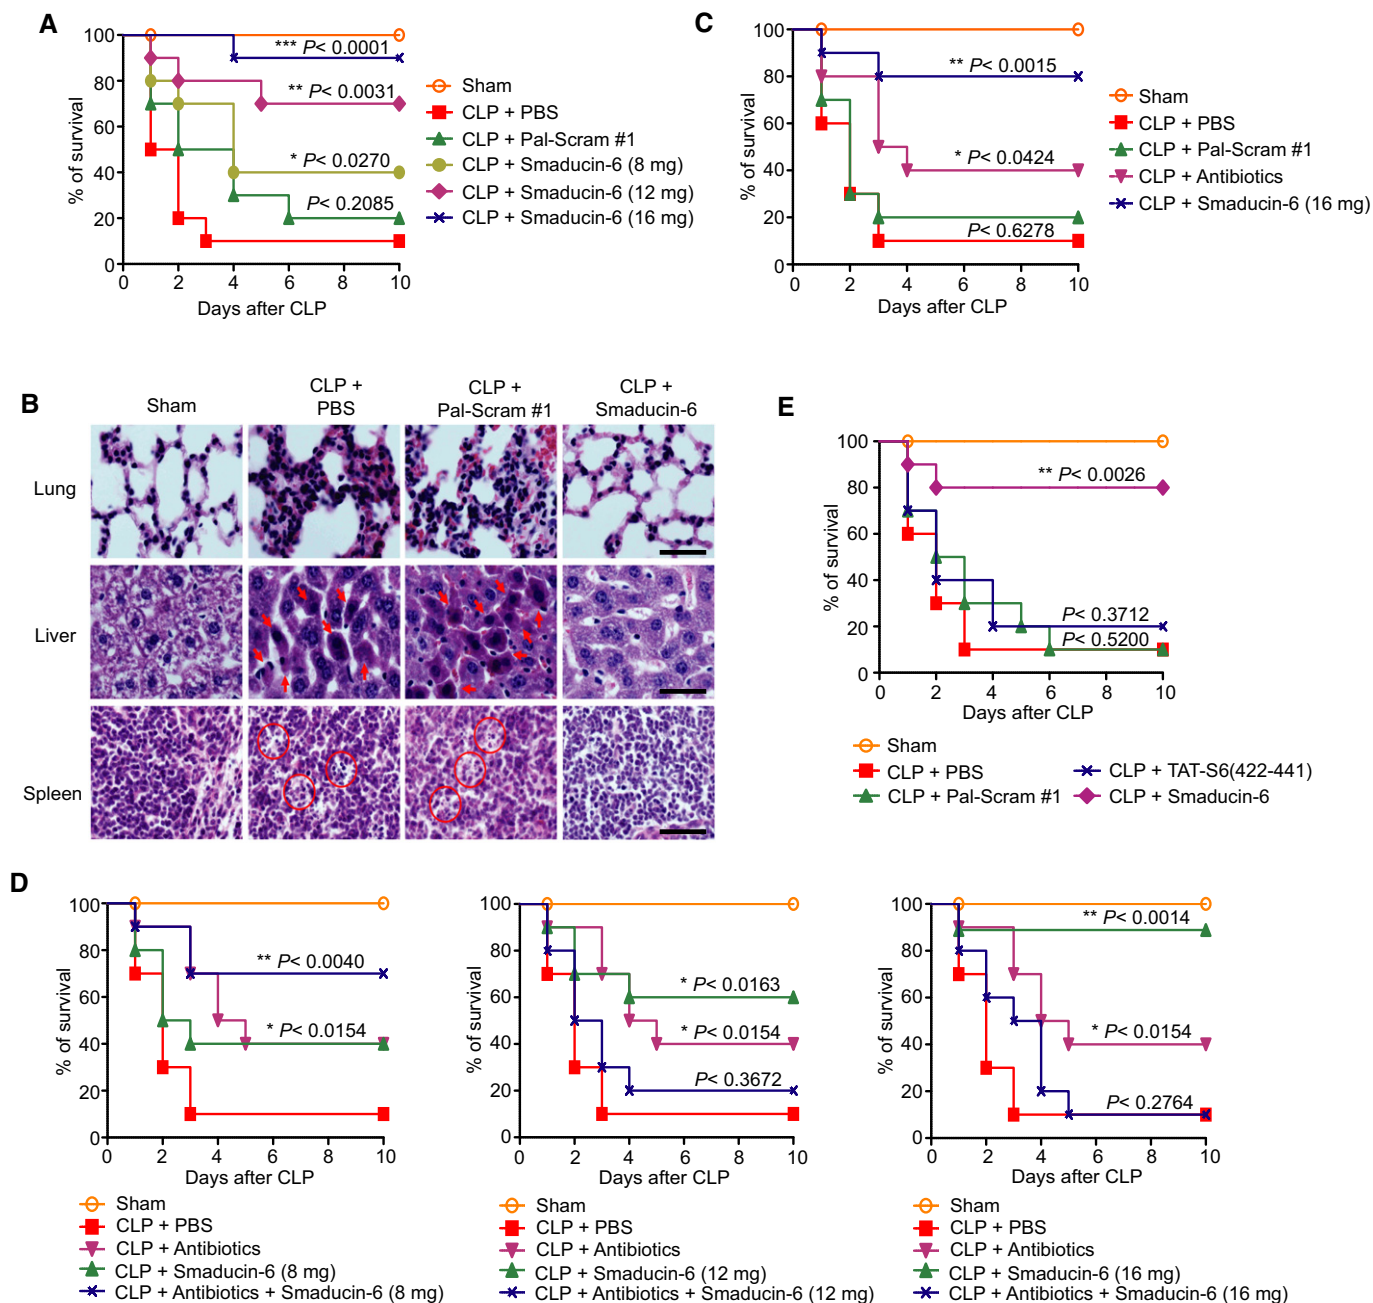 A
% of survival
100
80
60
40
20
0
0 2 4 6 8 10
Days after CLP
*** P< 0.0001
** P< 0.0031
* P< 0.0270
P< 0.2085
Sham
CLP + PBS
CLP + Pal-Scram #1
CLP + Smaducin-6 (8 mg)
CLP + Smaducin-6 (12 mg)
CLP + Smaducin-6 (16 mg)
C
% of survival
100
80
60
40
20
0
0 2 4 6 8 10
Days after CLP
** P< 0.0015
* P< 0.0424
P< 0.6278
Sham
CLP + PBS
CLP + Pal-Scram #1
CLP + Antibiotics
CLP + Smaducin-6 (16 mg)
B
Sham
CLP +
PBS
CLP +
Pal-Scram #1
CLP +
Smaducin-6
Lung
Liver
Spleen
E
% of survival
100
80
60
40
20
0
0 2 4 6 8 10
Days after CLP
** P< 0.0026
P< 0.3712
P< 0.5200
Sham
CLP + PBS
CLP + Pal-Scram #1
CLP + TAT-S6(422-441)
CLP + Smaducin-6
D
% of survival
100
80
60
40
20
0
0 2 4 6 8 10
Days after CLP
** P< 0.0040
* P< 0.0154
Sham
CLP + PBS
CLP + Antibiotics
CLP + Smaducin-6 (8 mg)
CLP + Antibiotics + Smaducin-6 (8 mg)
% of survival
100
80
60
40
20
0
0 2 4 6 8 10
Days after CLP
* P< 0.0163
* P< 0.0154
P< 0.3672
Sham
CLP + PBS
CLP + Antibiotics
CLP + Smaducin-6 (12 mg)
CLP + Antibiotics + Smaducin-6 (12 mg)
% of survival
100
80
60
40
20
0
0 2 4 6 8 10
Days after CLP
** P< 0.0014
* P< 0.0154
P< 0.2764
Sham
CLP + PBS
CLP + Antibiotics
CLP + Smaducin-6 (16 mg)
CLP + Antibiotics + Smaducin-6 (16 mg)